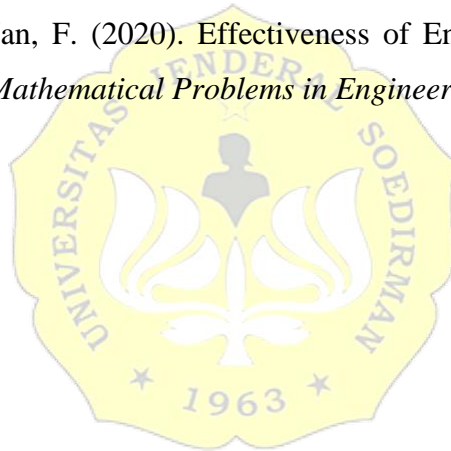 an, F. (2020). Effectiveness of En
Mathematical Problems in Engineer
UNIVERSITAS JENDERAL SOEDIRMAN
1963